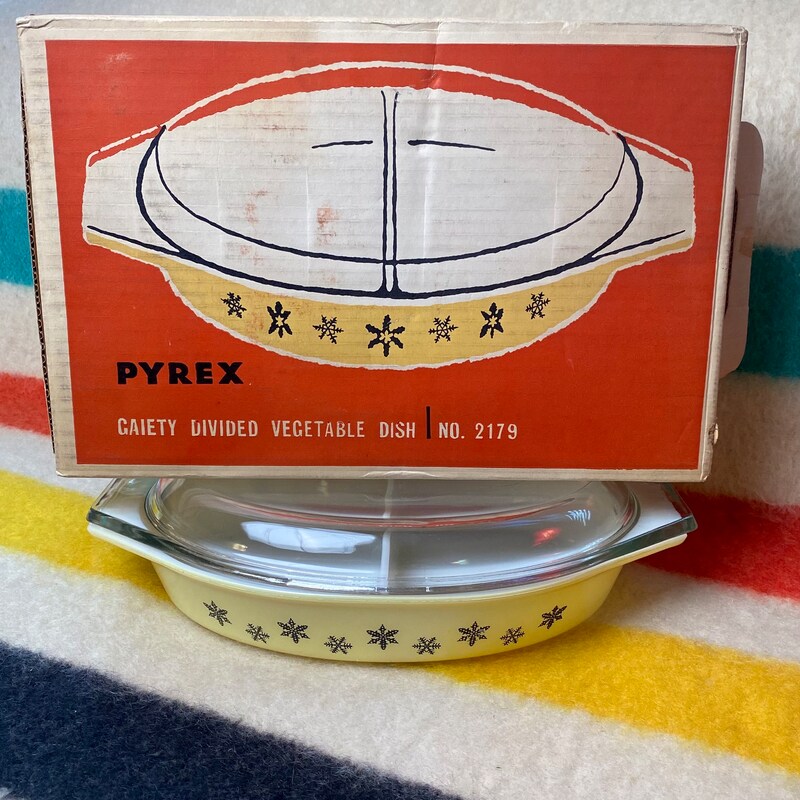 PYREX
GAIETY DIVIDED VEGETABLE DISH | NO. 2179